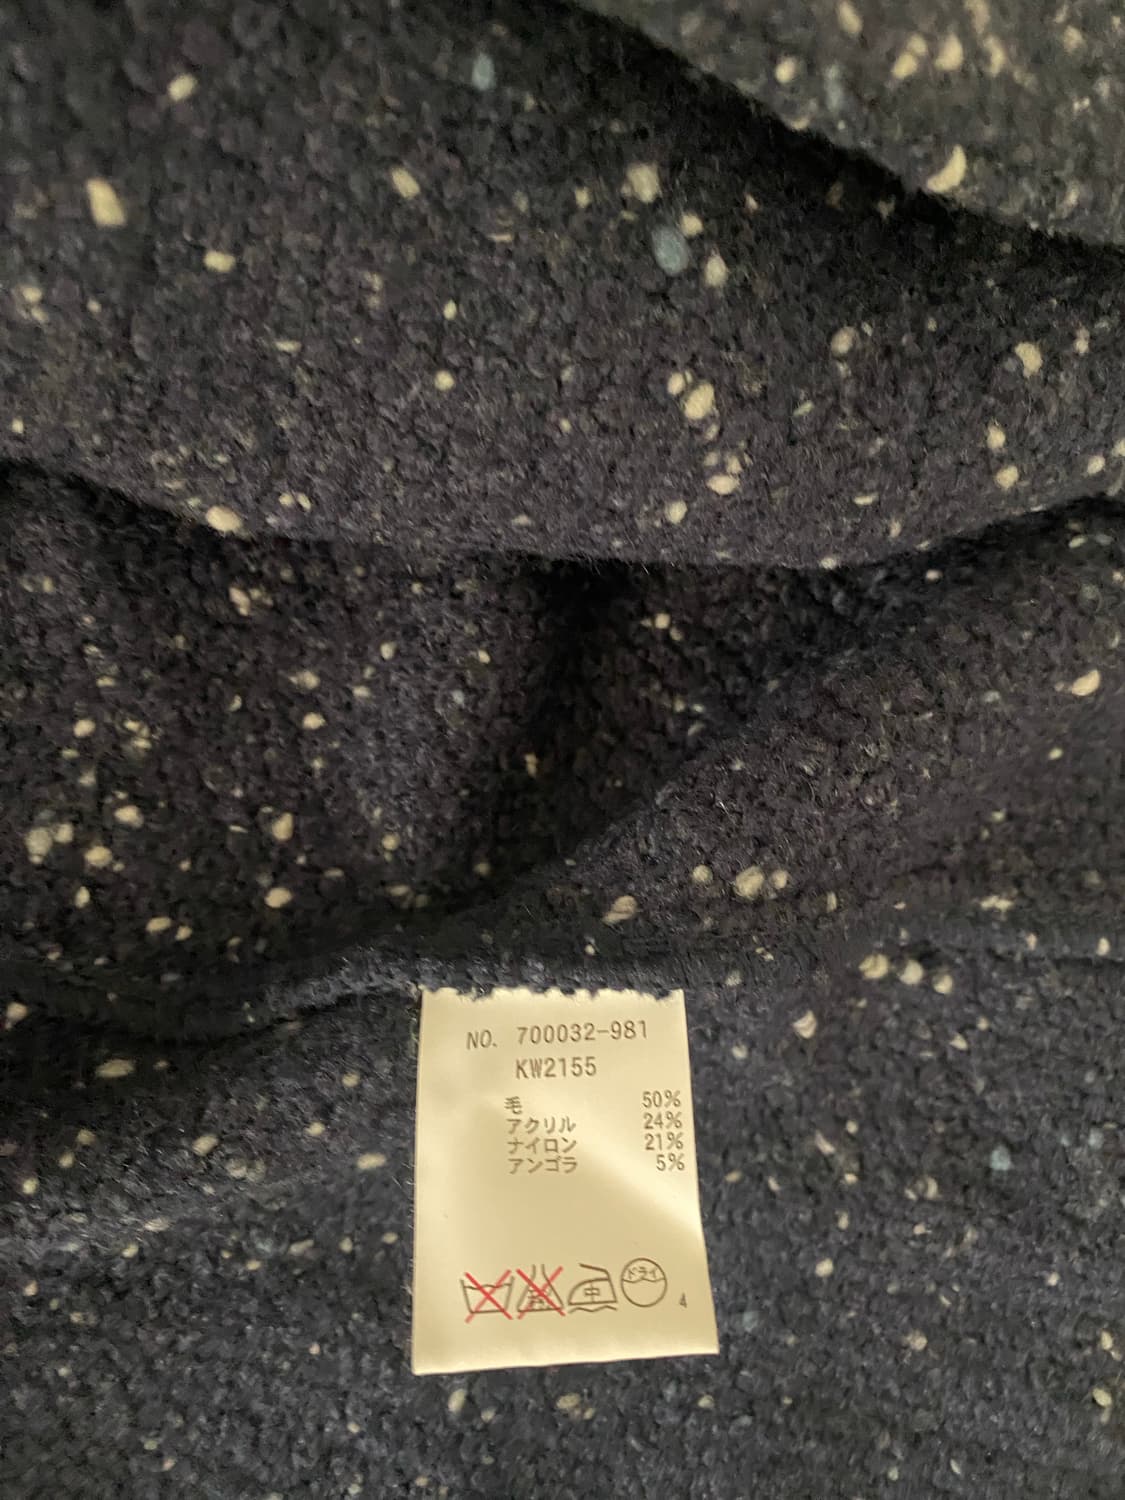 NO. 700032-981
KW2155
毛 50%
アクリル 24%
ナイロン 21%
アンゴラ 5%
中 ドライ 4